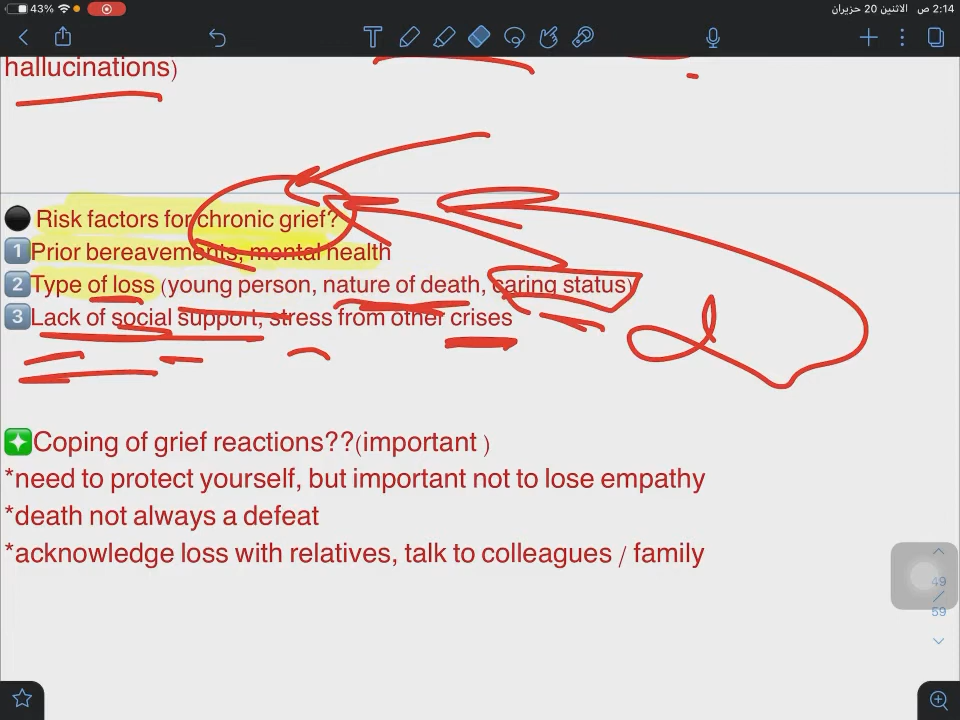 43%
2:14 ص الاثنين 20 حزيران
hallucinations)
Risk factors for chronic grief?
1 Prior bereavements, mental health
2 Type of loss (young person, nature of death, caring status)
3 Lack of social support, stress from other crises
Coping of grief reactions??(important )
*need to protect yourself, but important not to lose empathy
*death not always a defeat
*acknowledge loss with relatives, talk to colleagues / family
49
/
59